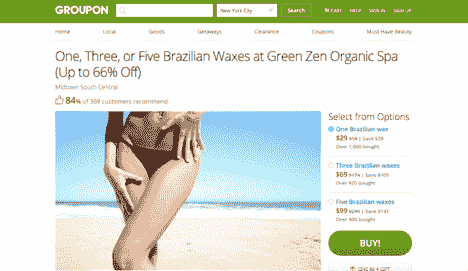 GROUPON
New York City
Search
CART HELP SIGN IN SIGN UP
Home Local Goods Getaways Clearance Coupons Must Have Beauty
One, Three, or Five Brazilian Waxes at Green Zen Organic Spa
(Up to 66% Off)
Midtown South Central
84% of 369 customers recommend
Select from Options
One Brazilian wax
$29 | Save $29
Over 1,000 bought
Three Brazilian waxes
$69 $174 | Save $105
Over
Five Brazilian waxes
$99 $290 | Save $191
Over 400 bought
BUY!
GIVE AS A GIFT